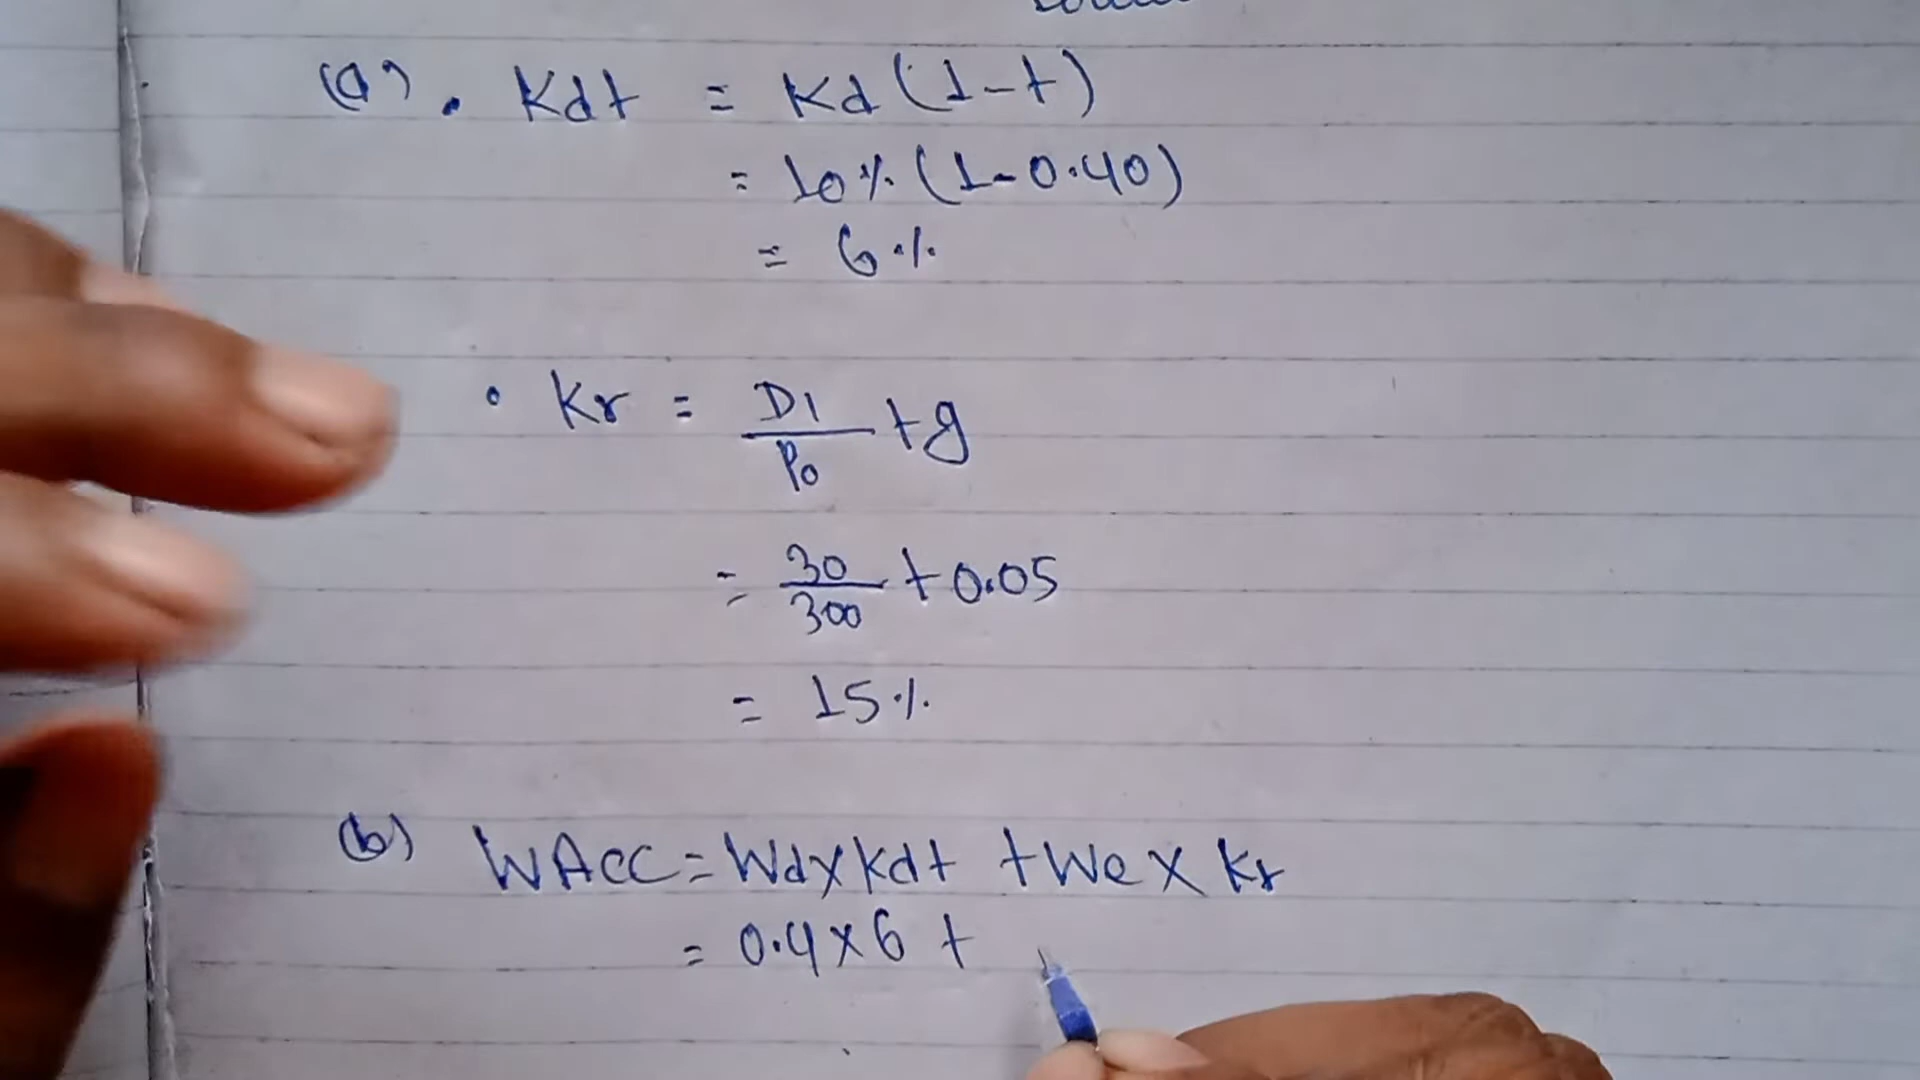 (a) . Kdt = Kd (1-t)
= 10% (1-0.40)
= 6%
• Kr = D1/P0 + g
= 30/300 + 0.05
= 15%
(b) WACC = Wd x Kdt + We x Kr
= 0.4 x 6 +